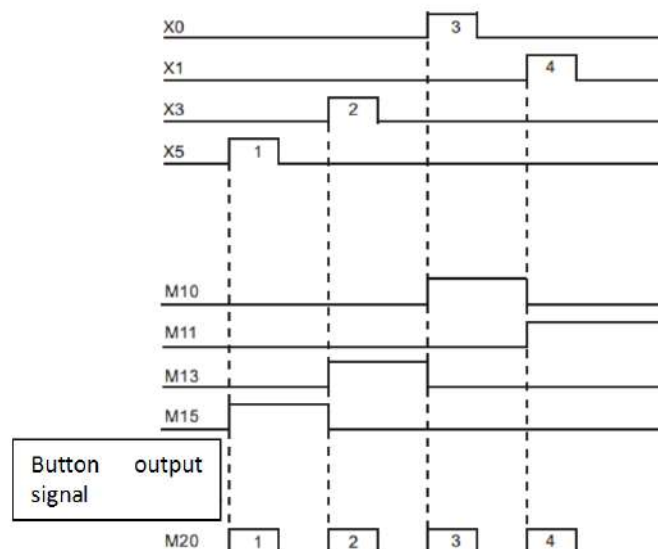 X0 3
X1 4
X3 2
X5 1
M10
M11
M13
M15
Button output
signal
M20 1 2 3 4